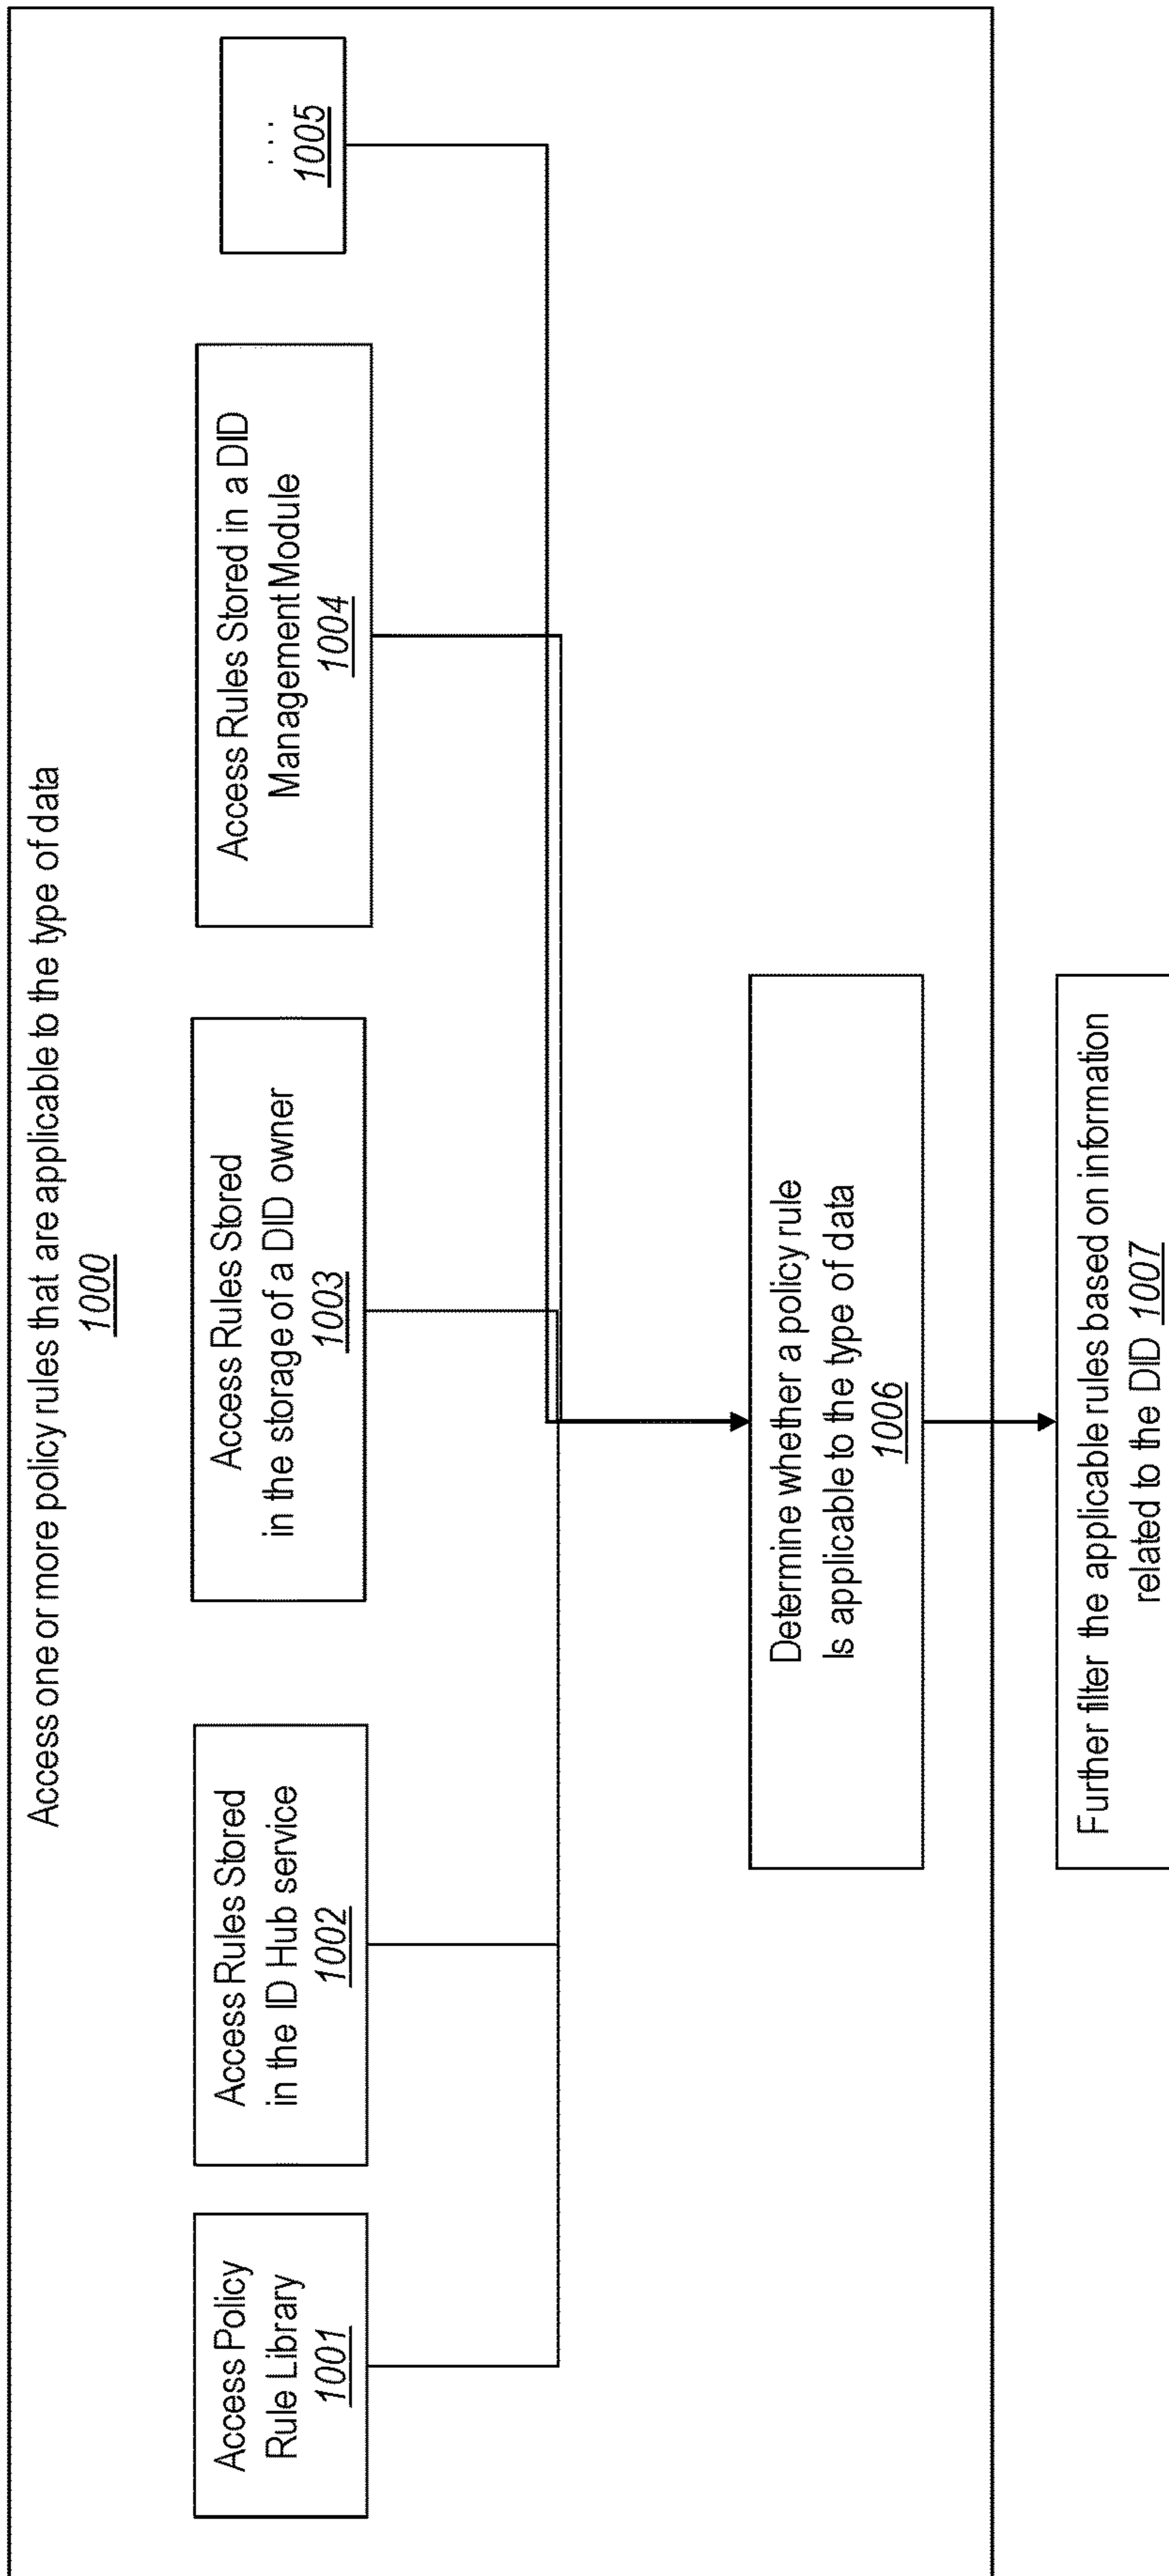 Access one or more policy rules that are applicable to the type of data
1000
Access Policy
Rule Library
1001
Access Rules Stored
in the ID Hub service
1002
Access Rules Stored
in the storage of a DID owner
1003
Access Rules Stored in a DID
Management Module
1004
...
1005
Determine whether a policy rule
Is applicable to the type of data
1006
Further filter the applicable rules based on information
related to the DID 1007